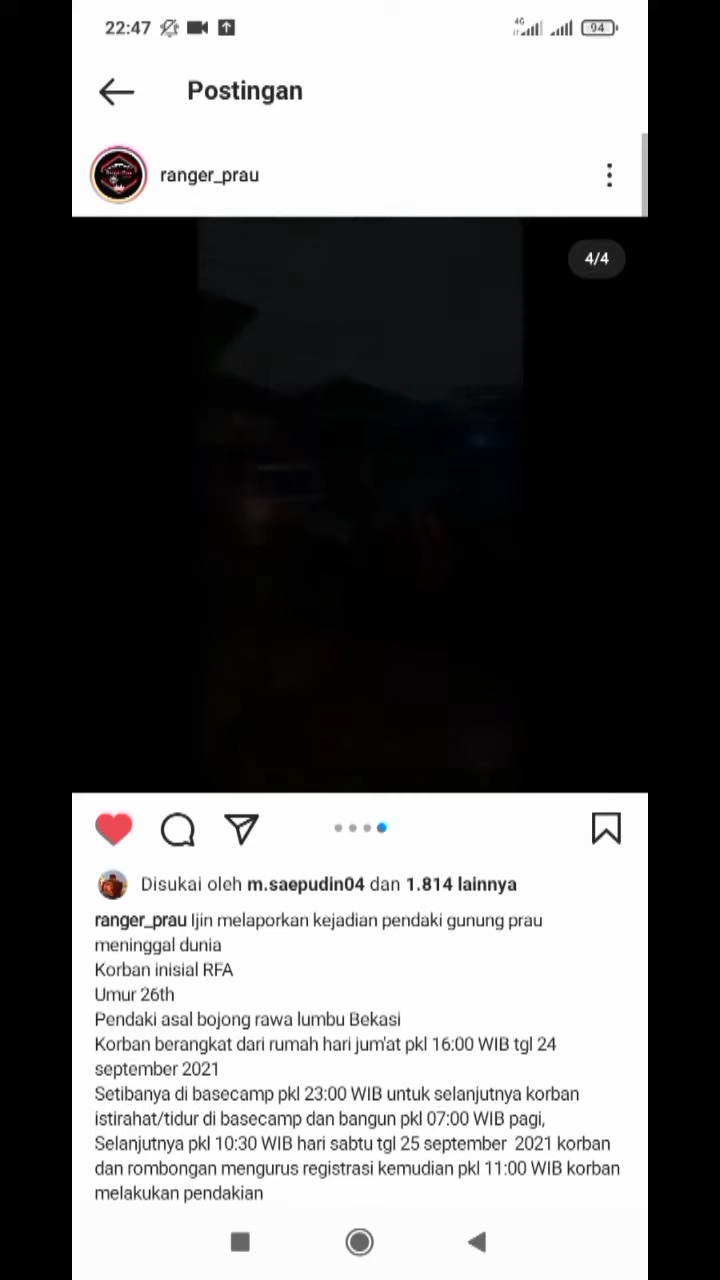 22:47
4G
94
Postingan
ranger_prau
4/4
Disukai oleh m.saepudin04 dan 1.814 lainnya
ranger_prau Ijin melaporkan kejadian pendaki gunung prau
meninggal dunia
Korban inisial RFA
Umur 26th
Pendaki asal bojong rawa lumbu Bekasi
Korban berangkat dari rumah hari jum'at pkl 16:00 WIB tgl 24
september 2021
Setibanya di basecamp pkl 23:00 WIB untuk selanjutnya korban
istirahat/tidur di basecamp dan bangun pkl 07:00 WIB pagi,
Selanjutnya pkl 10:30 WIB hari sabtu tgl 25 september 2021 korban
dan rombongan mengurus registrasi kemudian pkl 11:00 WIB korban
melakukan pendakian